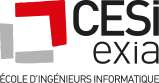 CESi
exia
ÉCOLE D'INGÉNIEURS INFORMATIQUE